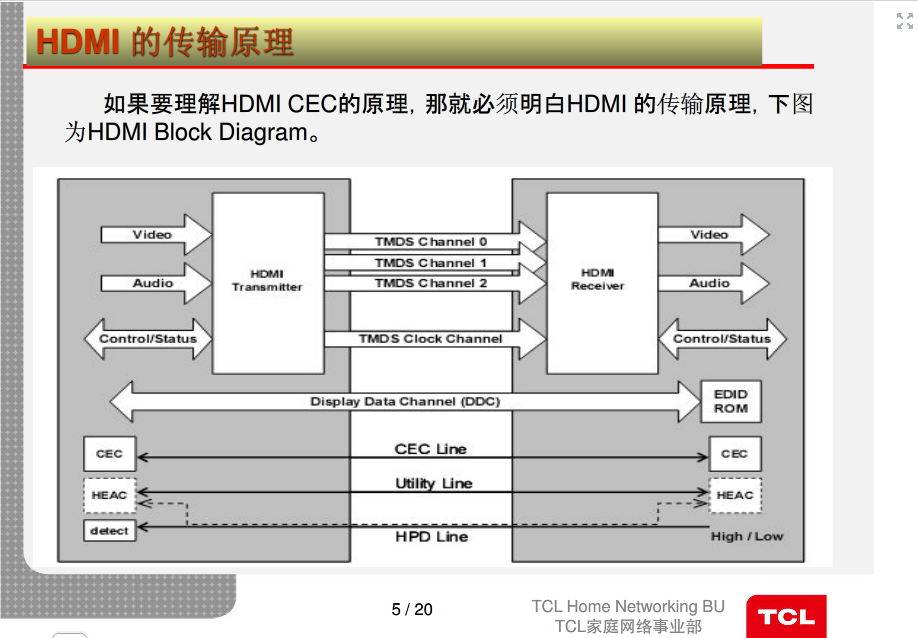 HDMI 的传输原理
如果要理解HDMI CEC的原理, 那就必须明白HDMI 的传输原理, 下图
为HDMI Block Diagram。
Video
Audio
Control/Status
HDMI
Transmitter
TMDS Channel 0
TMDS Channel 1
TMDS Channel 2
TMDS Clock Channel
HDMI
Receiver
Video
Audio
Control/Status
Display Data Channel (DDC)
EDID
ROM
CEC
CEC Line
CEC
HEAC
Utility Line
HEAC
detect
HPD Line
High / Low
5 / 20
TCL Home Networking BU
TCL家庭网络事业部
TCL